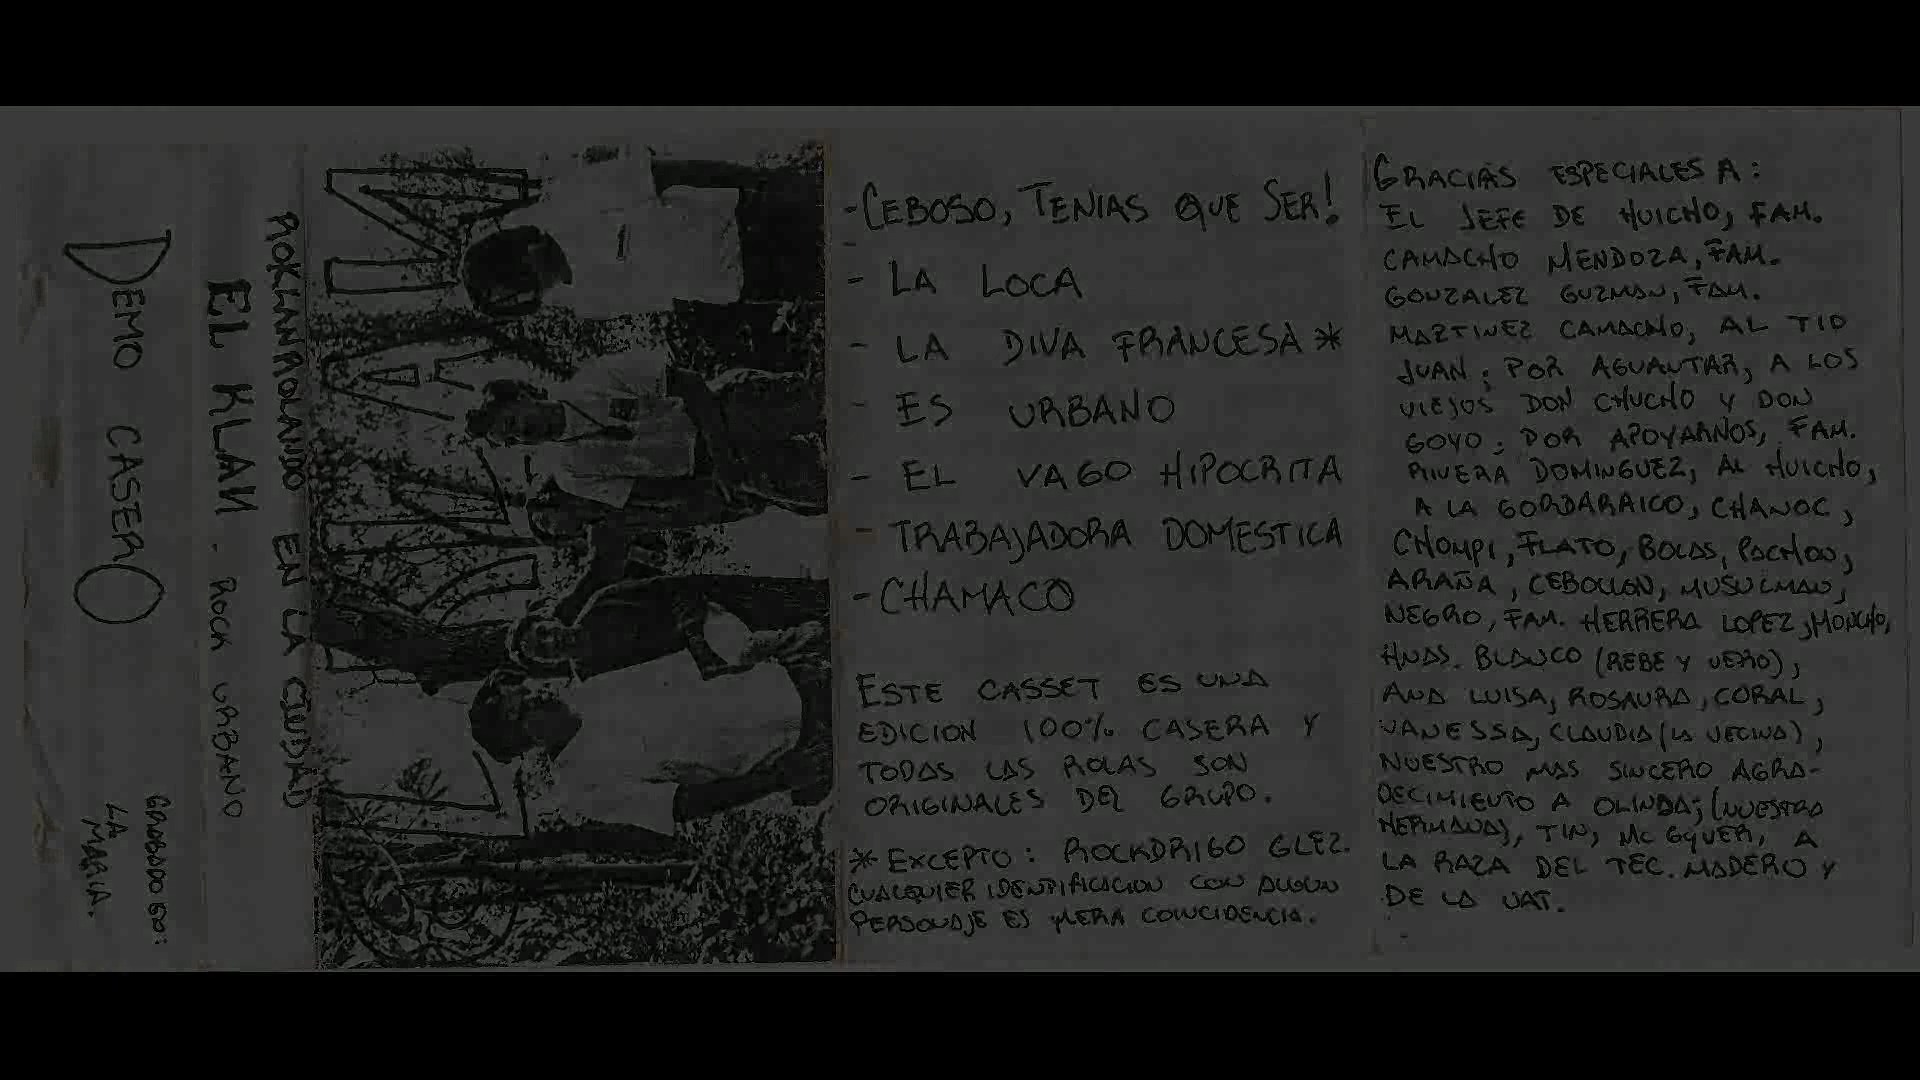 DEMO CASERO
GRABADO EN:
LA
MARIA.
EL KLAN. ROCK URBANO
ROKLANROLANDO EN LA CIUDAD
-CEBOSO, TENIAS QUE SER!
- LA LOCA
- LA DIVA FRANCESA*
- ES URBANO
- EL VAGO HIPOCRITA
- TRABAJADORA DOMESTICA
- CHAMACO
ESTE CASSET ES UNA
EDICION 100% CASERA Y
TODAS LAS ROLAS SON
ORIGINALES DEL GRUPO.
* EXCEPTO: ROCKDRIGO GLEZ.
CUALQUIER IDENTIFICACION CON ALGUN
PERSONAJE ES MERA COINCIDENCIA.
GRACIAS ESPECIALES A:
EL JEFE DE HUICHO, FAM.
CAMACHO MENDOZA, FAM.
GONZALEZ GUZMAN, FAM.
MARTINEZ CAMACHO, AL TIO
JUAN; POR AGUANTAR, A LOS
VIEJOS DON CHUCHO Y DON
GOYO; POR APOYARNOS, FAM.
RIVERA DOMINGUEZ, AL HUICHO,
A LA GORDARAICO, CHANOC,
CHOMPI, FLATO, BOLAS, PACHON,
ARAÑA, CEBOLLON, MUSULMAN,
NEGRO, FAM. HERRERA LOPEZ, MONCHO,
HNAS. BLANCO (REBE Y VERO),
ANA LUISA, ROSAURA, CORAL,
VANESSA, CLAUDIA (LA VECINA),
NUESTRO MAS SINCERO AGRA-
DECIMIENTO A OLINDA; (NUESTRA
HERMANA), TIN, MC GYVER, A
LA RAZA DEL TEC. MADERO Y
DE LA UAT.